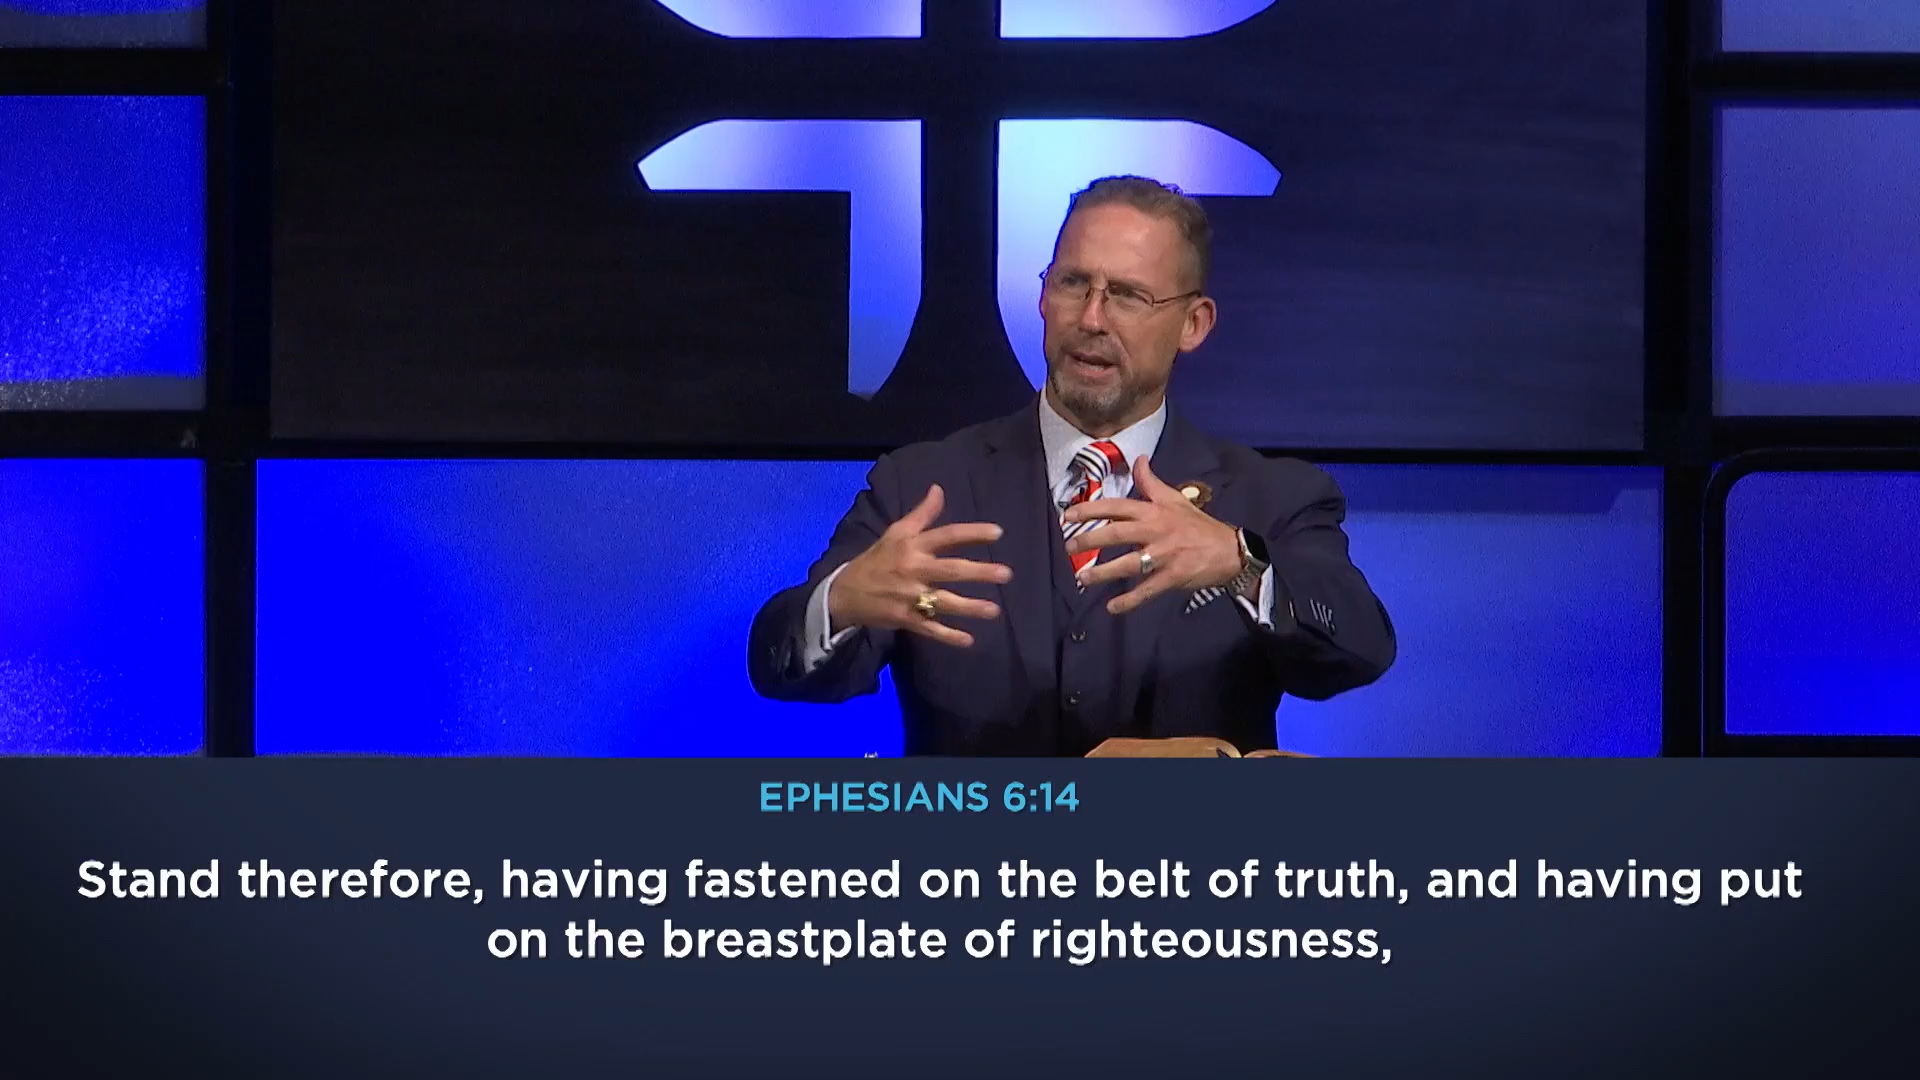 EPHESIANS 6:14
Stand therefore, having fastened on the belt of truth, and having put
on the breastplate of righteousness,